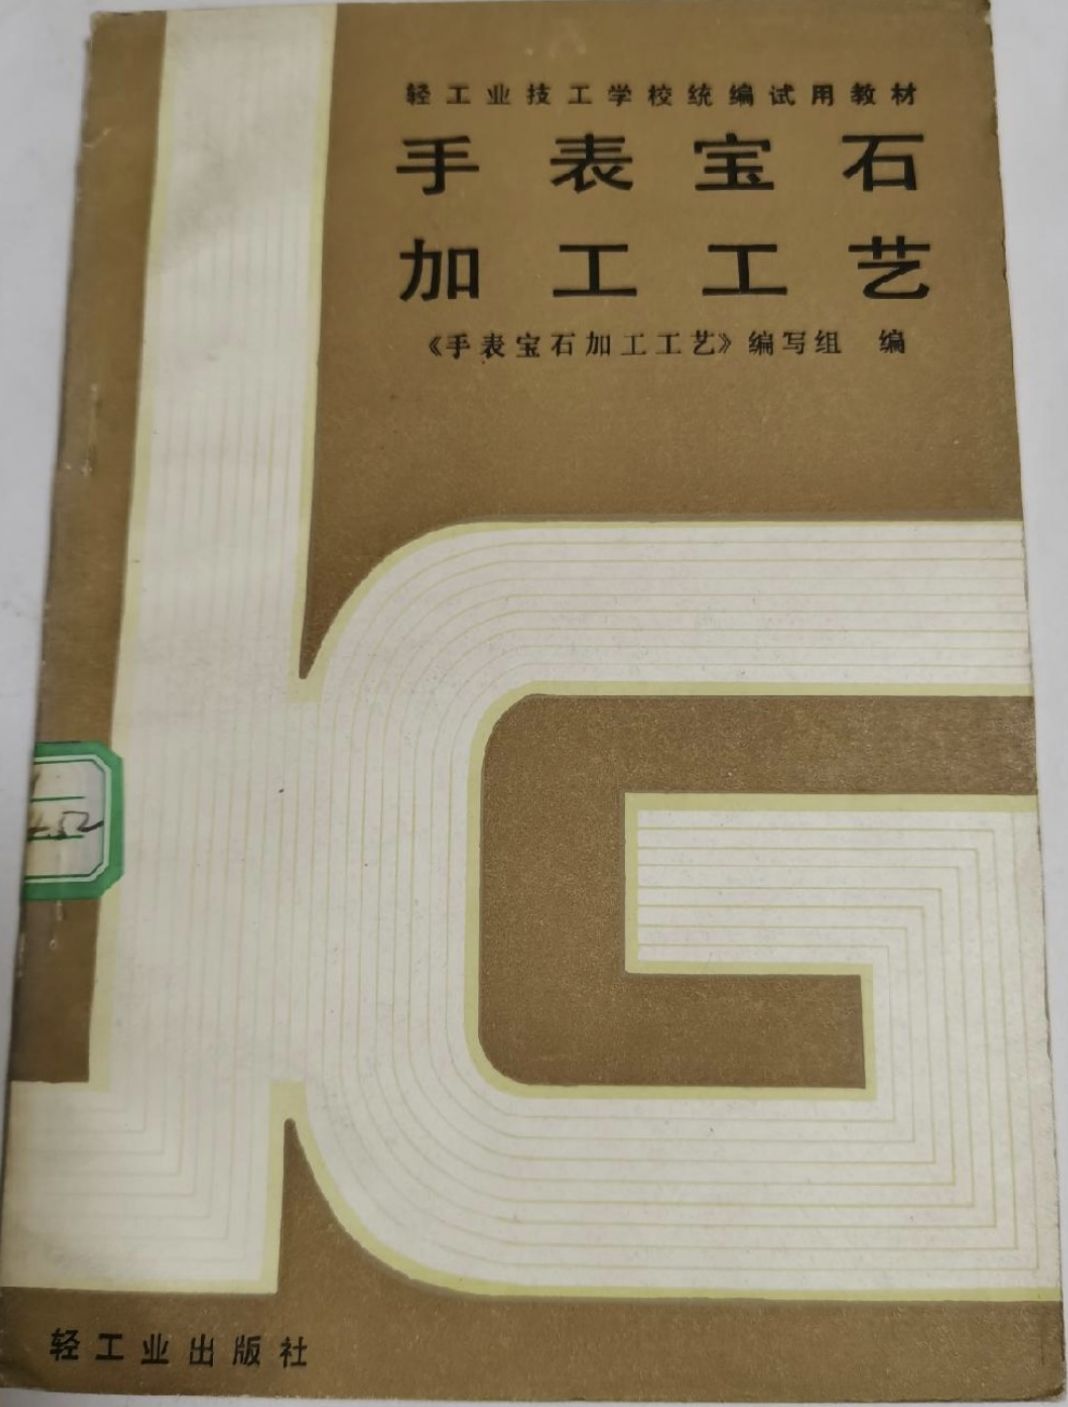 轻工业技工学校统编试用教材
手表宝石
加工工艺
《手表宝石加工工艺》编写组 编
452
轻工业出版社